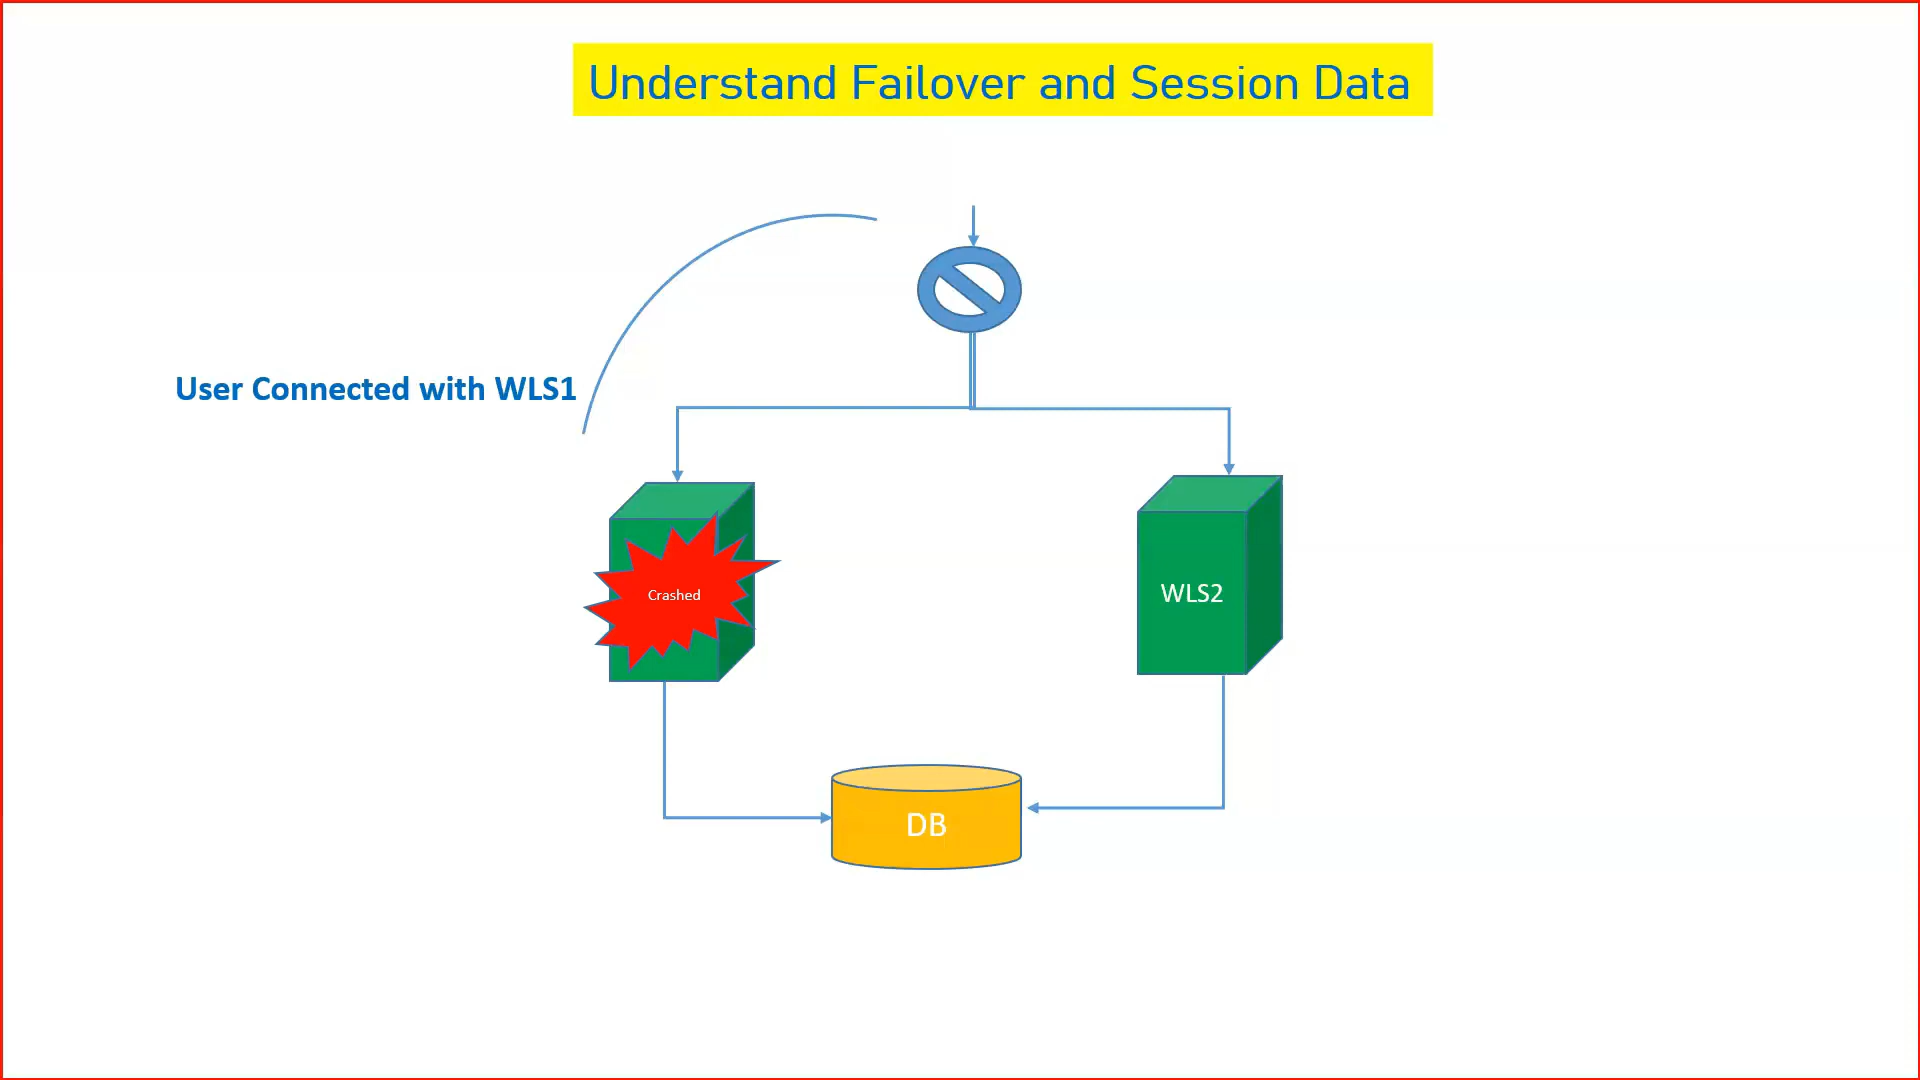 Understand Failover and Session Data
User Connected with WLS1
Crashed
WLS2
DB